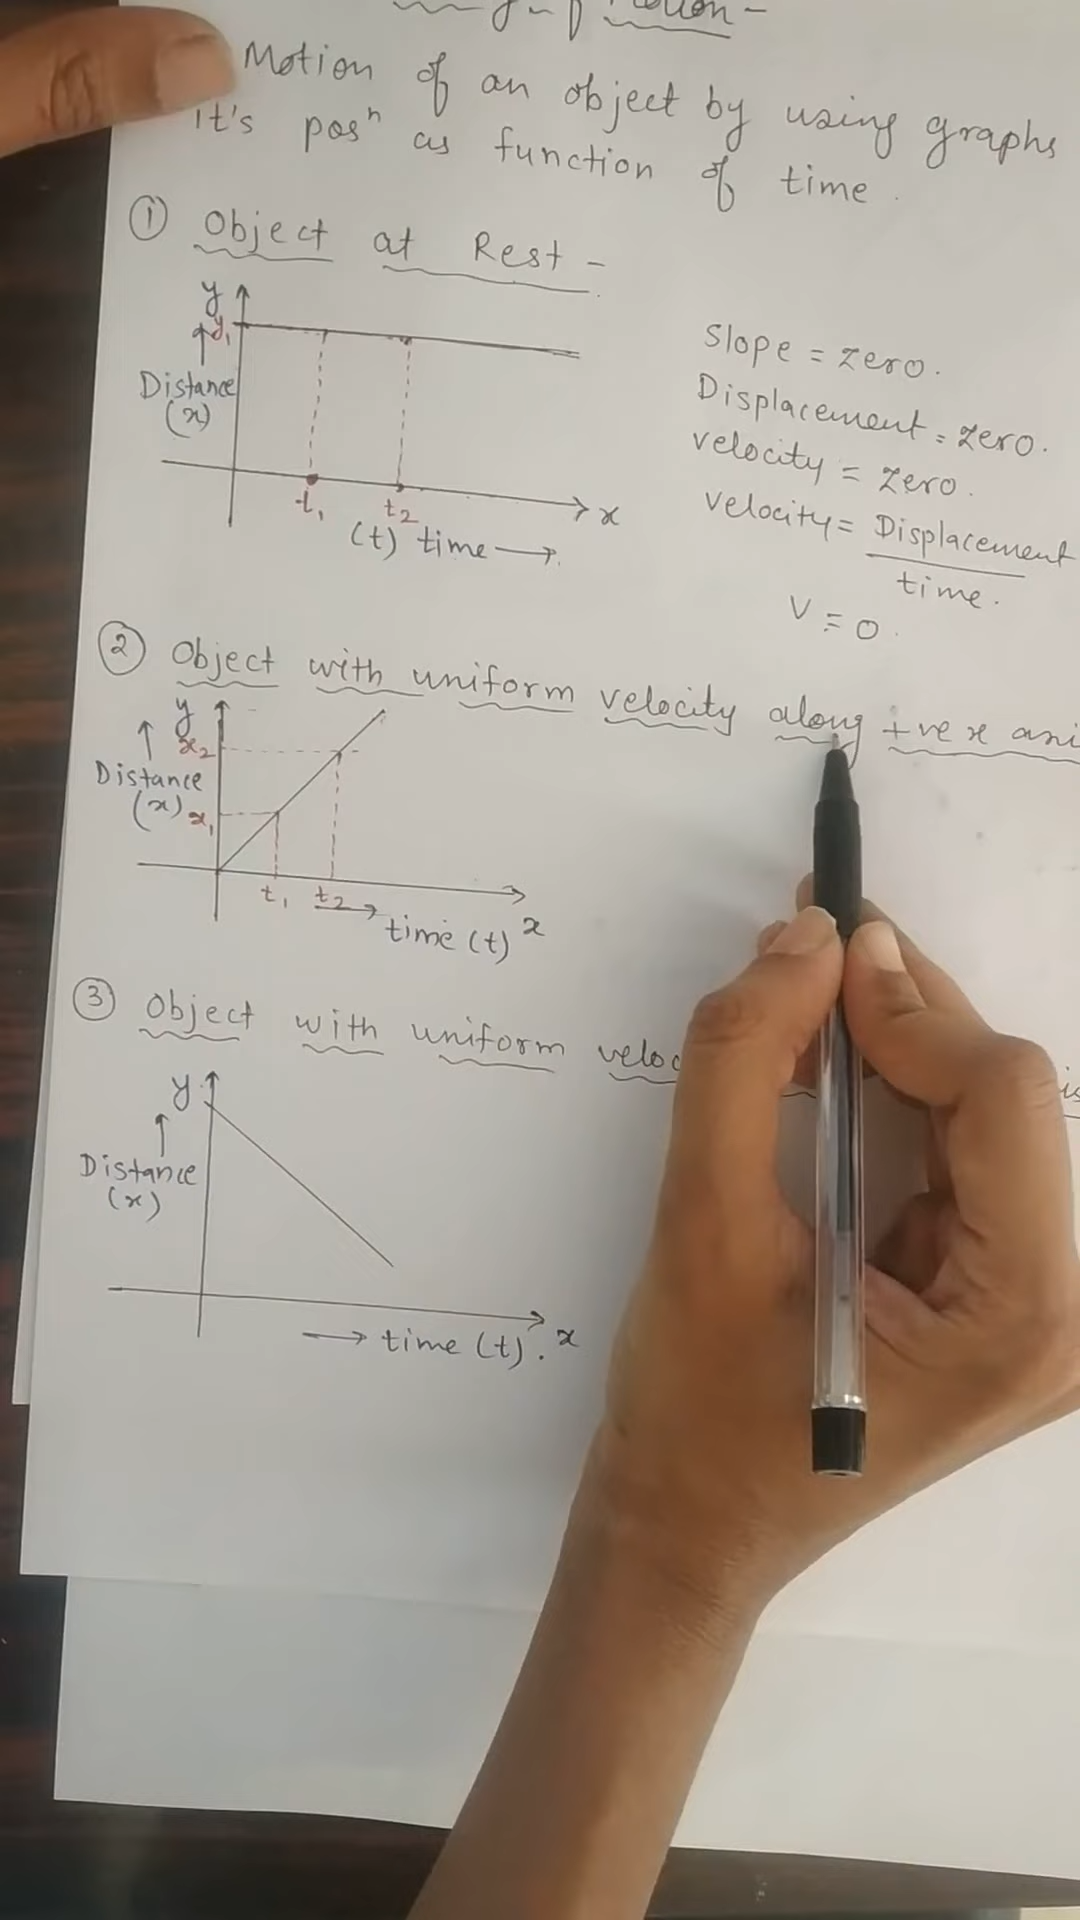 Motion of an object by using graphs
it's posⁿ as function of time.
① Object at Rest -
y
y₁
Distance
(x)
t₁ t₂
x
(t) time
Slope = zero.
Displacement = zero.
velocity = zero.
velocity = Displacement
time.
V = 0.
② Object with uniform velocity along +ve x axi
y
x₂
Distance
(x) x₁
t₁ t₂
time (t) x
③ Object with uniform veloc
y
Distance
(x)
time (t). x